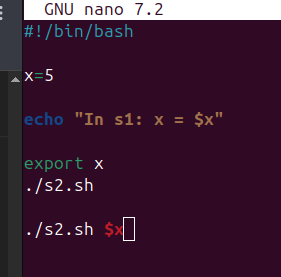 GNU nano 7.2
#!/bin/bash
x=5
echo "In s1: x = $x"
export x
./s2.sh
./s2.sh $x